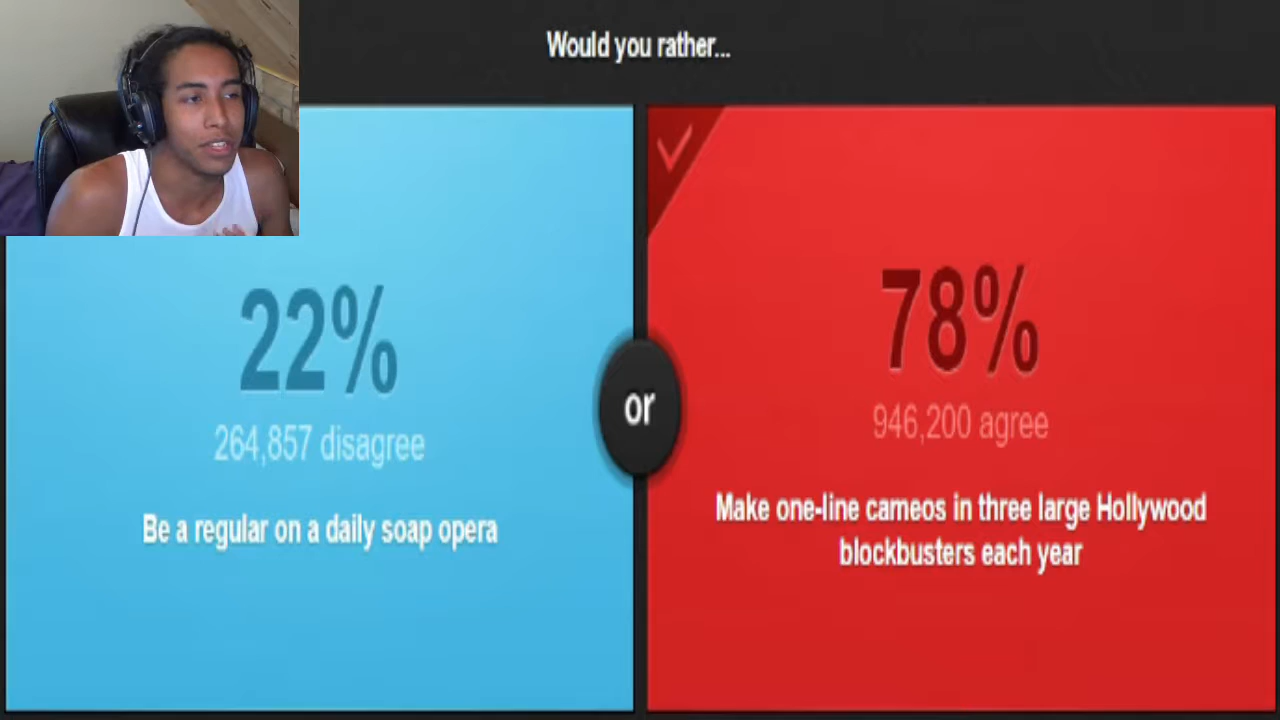 Would you rather...
22%
264,857 disagree
Be a regular on a daily soap opera
or
78%
946,200 agree
Make one-line cameos in three large Hollywood
blockbusters each year